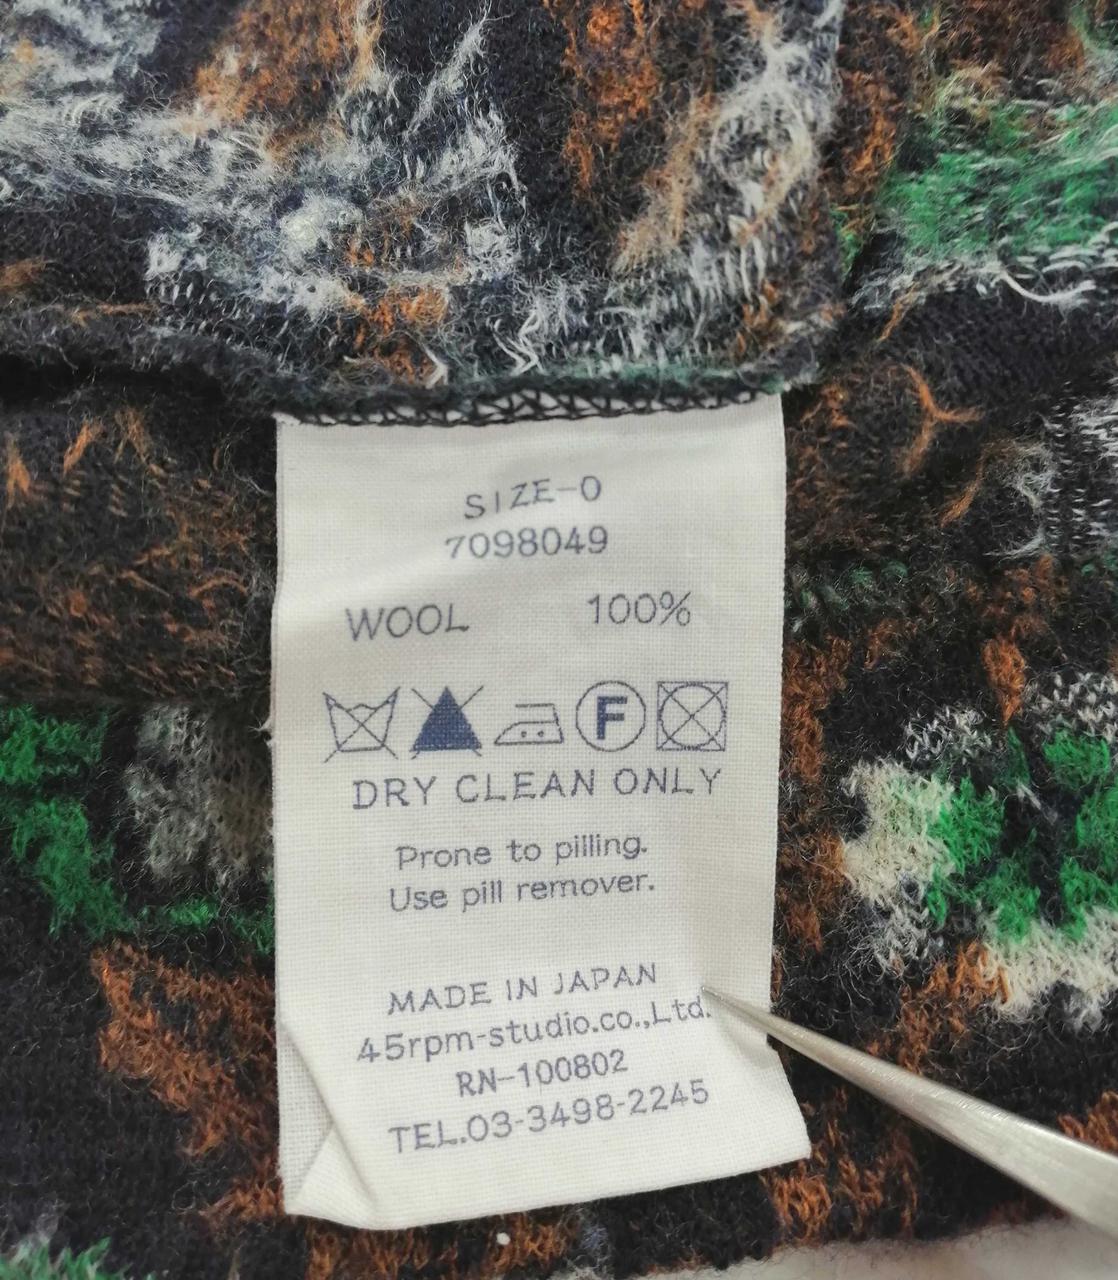 SIZE-0
7098049
WOOL 100%
F
DRY CLEAN ONLY
Prone to pilling.
Use pill remover.
MADE IN JAPAN
45rpm-studio.co.,Ltd.
RN-100802
TEL.03-3498-2245